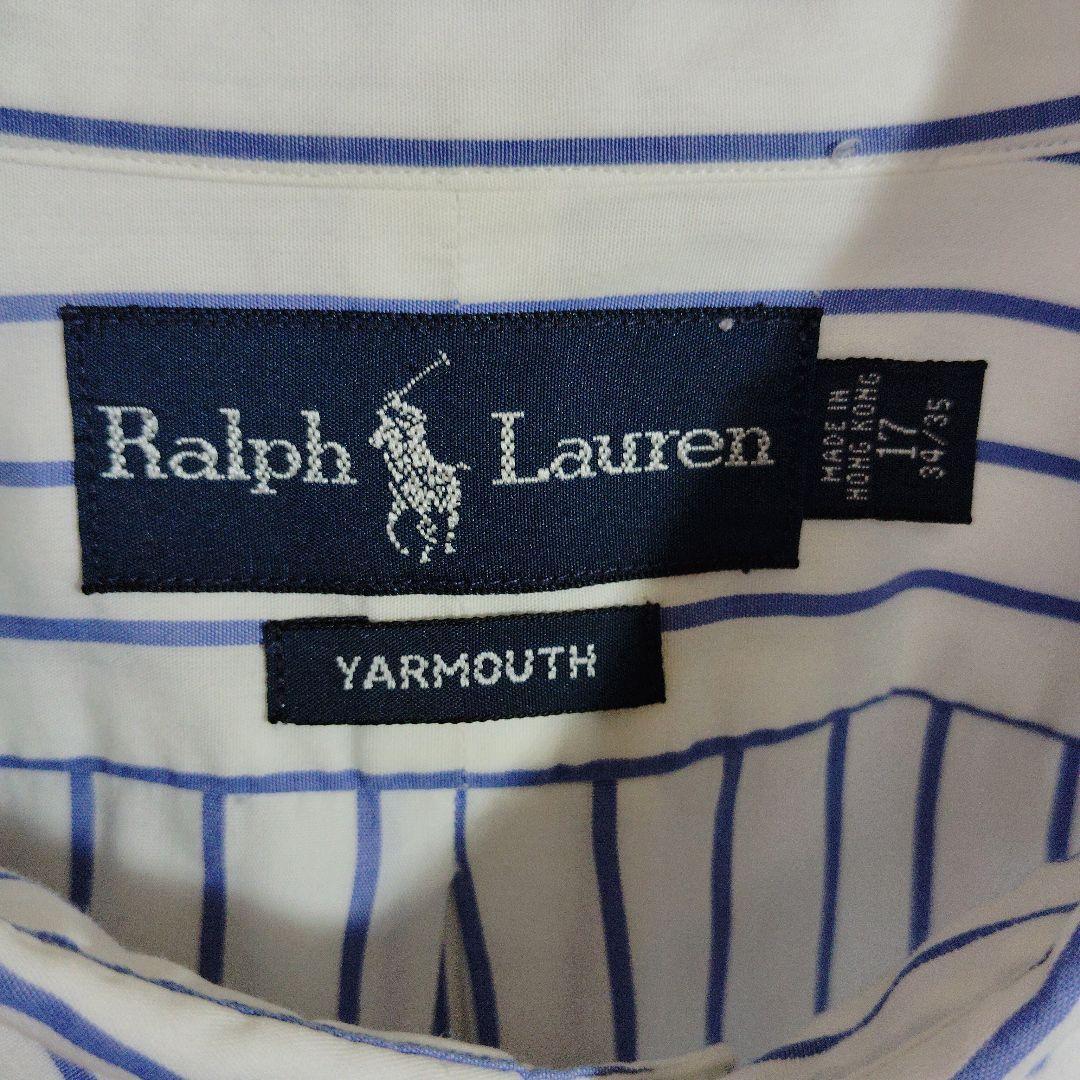 Ralph Lauren
MADE IN
HONG KONG
17
34/35
YARMOUTH